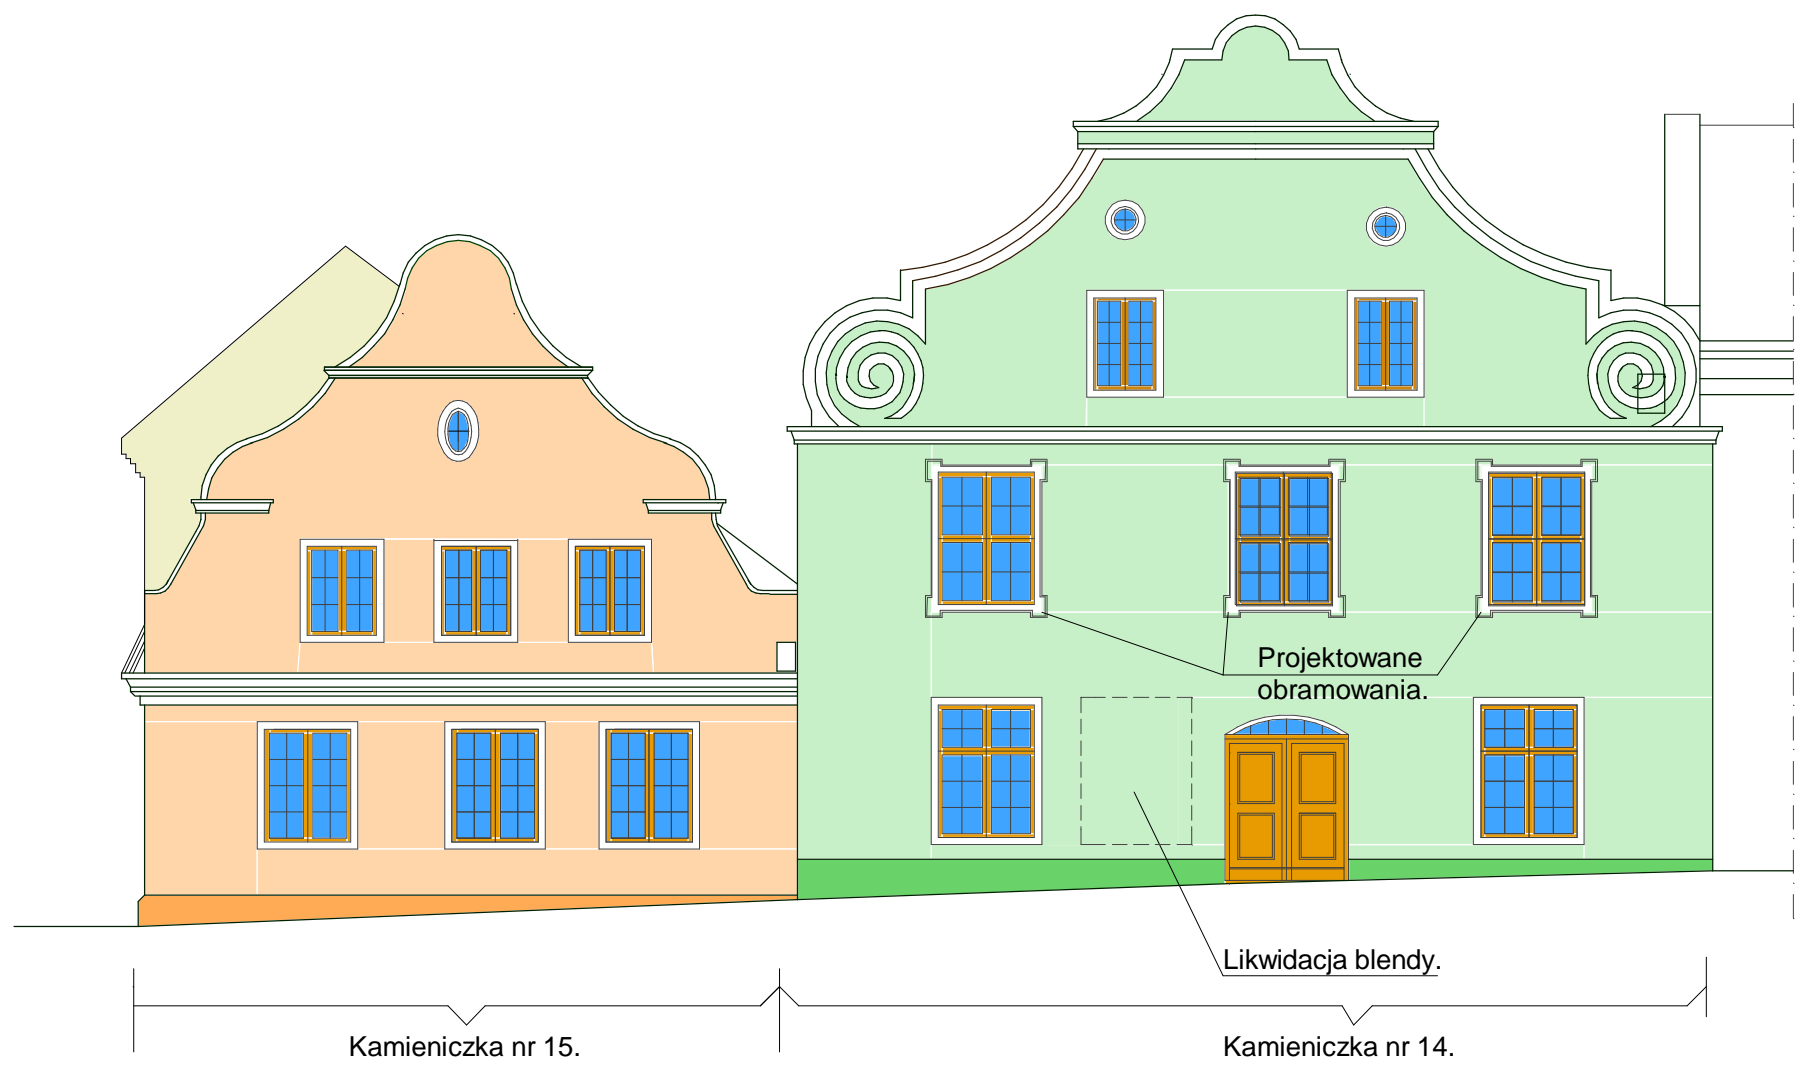 Projektowane
obramowania.
Likwidacja blendy.
Kamieniczka nr 15.
Kamieniczka nr 14.